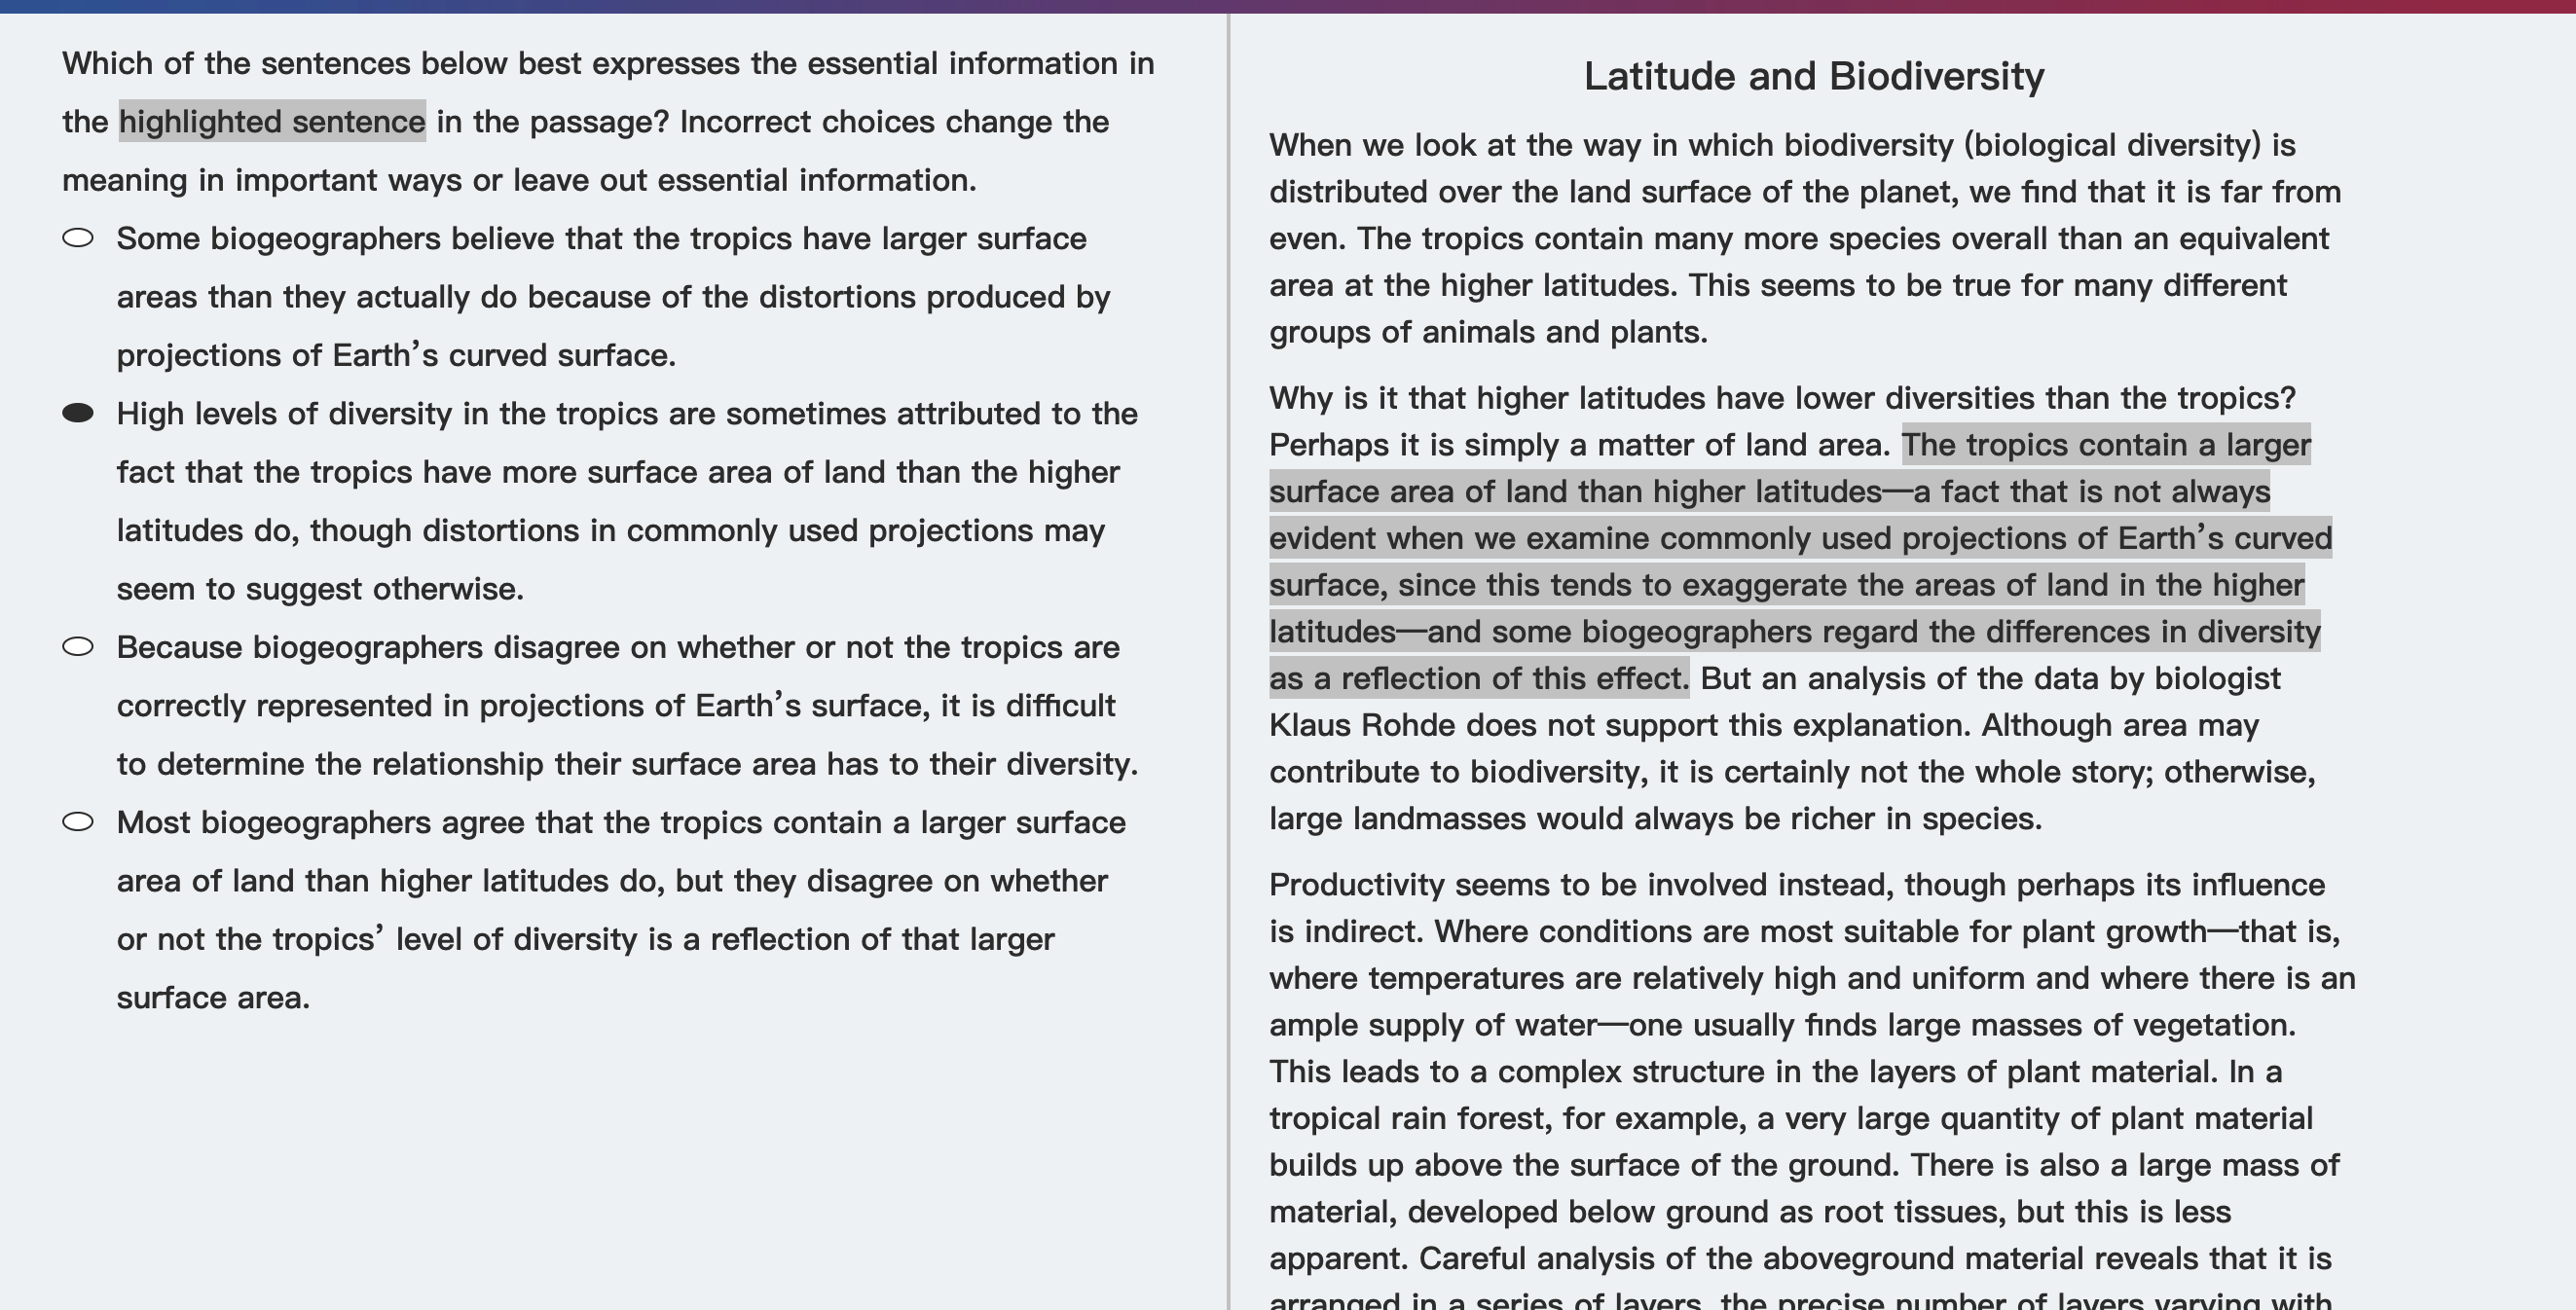 Which of the sentences below best expresses the essential information in
the highlighted sentence in the passage? Incorrect choices change the
meaning in important ways or leave out essential information.
Some biogeographers believe that the tropics have larger surface
areas than they actually do because of the distortions produced by
projections of Earth’s curved surface.
High levels of diversity in the tropics are sometimes attributed to the
fact that the tropics have more surface area of land than the higher
latitudes do, though distortions in commonly used projections may
seem to suggest otherwise.
Because biogeographers disagree on whether or not the tropics are
correctly represented in projections of Earth’s surface, it is difficult
to determine the relationship their surface area has to their diversity.
Most biogeographers agree that the tropics contain a larger surface
area of land than higher latitudes do, but they disagree on whether
or not the tropics’ level of diversity is a reflection of that larger
surface area.
Latitude and Biodiversity
When we look at the way in which biodiversity (biological diversity) is
distributed over the land surface of the planet, we find that it is far from
even. The tropics contain many more species overall than an equivalent
area at the higher latitudes. This seems to be true for many different
groups of animals and plants.
Why is it that higher latitudes have lower diversities than the tropics?
Perhaps it is simply a matter of land area. The tropics contain a larger
surface area of land than higher latitudes—a fact that is not always
evident when we examine commonly used projections of Earth’s curved
surface, since this tends to exaggerate the areas of land in the higher
latitudes—and some biogeographers regard the differences in diversity
as a reflection of this effect. But an analysis of the data by biologist
Klaus Rohde does not support this explanation. Although area may
contribute to biodiversity, it is certainly not the whole story; otherwise,
large landmasses would always be richer in species.
Productivity seems to be involved instead, though perhaps its influence
is indirect. Where conditions are most suitable for plant growth—that is,
where temperatures are relatively high and uniform and where there is an
ample supply of water—one usually finds large masses of vegetation.
This leads to a complex structure in the layers of plant material. In a
tropical rain forest, for example, a very large quantity of plant material
builds up above the surface of the ground. There is also a large mass of
material, developed below ground as root tissues, but this is less
apparent. Careful analysis of the aboveground material reveals that it is
arranged in a series of layers, the precise number of layers varying with